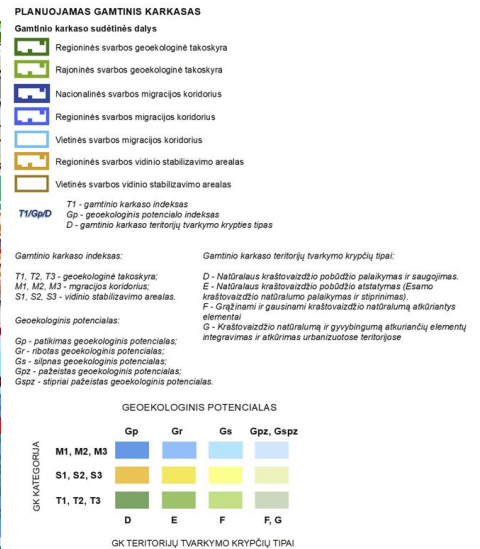 PLANUOJAMAS GAMTINIS KARKASAS
Gamtinio karkaso sudėtinės dalys
Regioninės svarbos geoekologinė takoskyra
Rajoninės svarbos geoekologinė takoskyra
Nacionalinės svarbos migracijos koridorius
Regioninės svarbos migracijos koridorius
Vietinės svarbos migracijos koridorius
Regioninės svarbos vidinio stabilizavimo arealas
Vietinės svarbos vidinio stabilizavimo arealas
T1/Gp/D
T1 - gamtinio karkaso indeksas
Gp - geoekologinio potencialo indeksas
D - gamtinio karkaso teritorijų tvarkymo krypties tipas
Gamtinio karkaso indeksas:
T1, T2, T3 - geoekologinė takoskyra;
M1, M2, M3 - mgracijos koridorius;
S1, S2, S3 - vidinio stabilizavimo arealas.
Geoekologinis potencialas:
Gp - patikimas geoekologinis potencialas;
Gr - ribotas geoekologinis potencialas;
Gs - silpnas geoekologinis potencialas;
Gpz - pažeistas geoekologinis potencialas;
Gspz - stipriai pažeistas geoekologinis potencialas.
Gamtinio karkaso teritorijų tvarkymo krypčių tipai:
D - Natūralaus kraštovaizdžio pobūdžio palaikymas ir saugojimas.
E - Natūralaus kraštovaizdžio pobūdžio atstatymas (Esamo
kraštovaizdžio natūralumo palaikymas ir stiprinimas).
F - Grąžinami ir gausinami kraštovaizdžio natūralumą atkuriantys
elementai
G - Kraštovaizdžio natūralumą ir gyvybingumą atkuriančių elementų
integravimas ir atkūrimas urbanizuotose teritorijose
GEOEKOLOGINIS POTENCIALAS
Gp Gr Gs Gpz, Gspz
GK KATEGORIJA
M1, M2, M3
S1, S2, S3
T1, T2, T3
D E F F, G
GK TERITORIJŲ TVARKYMO KRYPČIŲ TIPAI